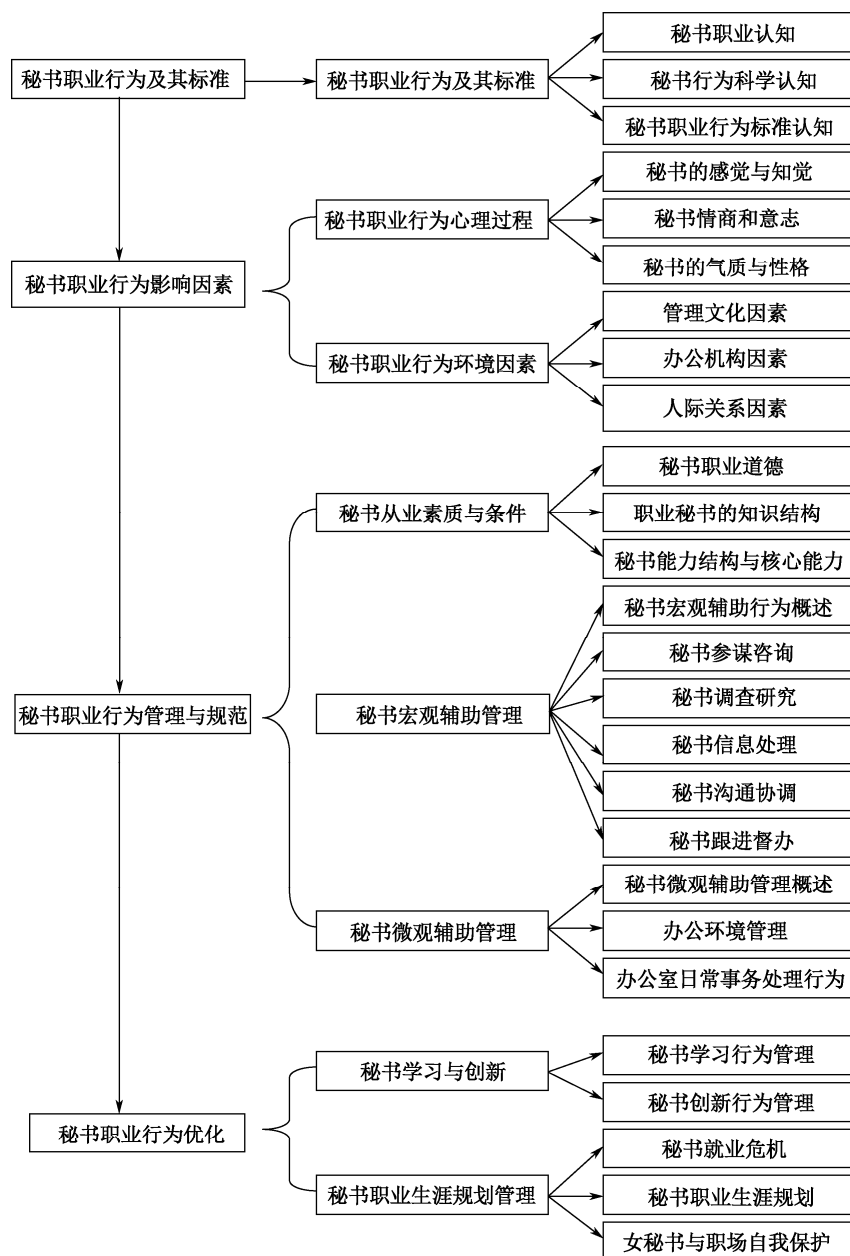 秘书职业行为及其标准
秘书职业行为及其标准
秘书职业认知
秘书行为科学认知
秘书职业行为标准认知
秘书职业行为影响因素
秘书职业行为心理过程
秘书的感觉与知觉
秘书情商和意志
秘书的气质与性格
秘书职业行为环境因素
管理文化因素
办公机构因素
人际关系因素
秘书职业行为管理与规范
秘书从业素质与条件
秘书职业道德
职业秘书的知识结构
秘书能力结构与核心能力
秘书宏观辅助管理
秘书宏观辅助行为概述
秘书参谋咨询
秘书调查研究
秘书信息处理
秘书沟通协调
秘书跟进督办
秘书微观辅助管理
秘书微观辅助管理概述
办公环境管理
办公室日常事务处理行为
秘书职业行为优化
秘书学习与创新
秘书学习行为管理
秘书创新行为管理
秘书职业生涯规划管理
秘书就业危机
秘书职业生涯规划
女秘书与职场自我保护